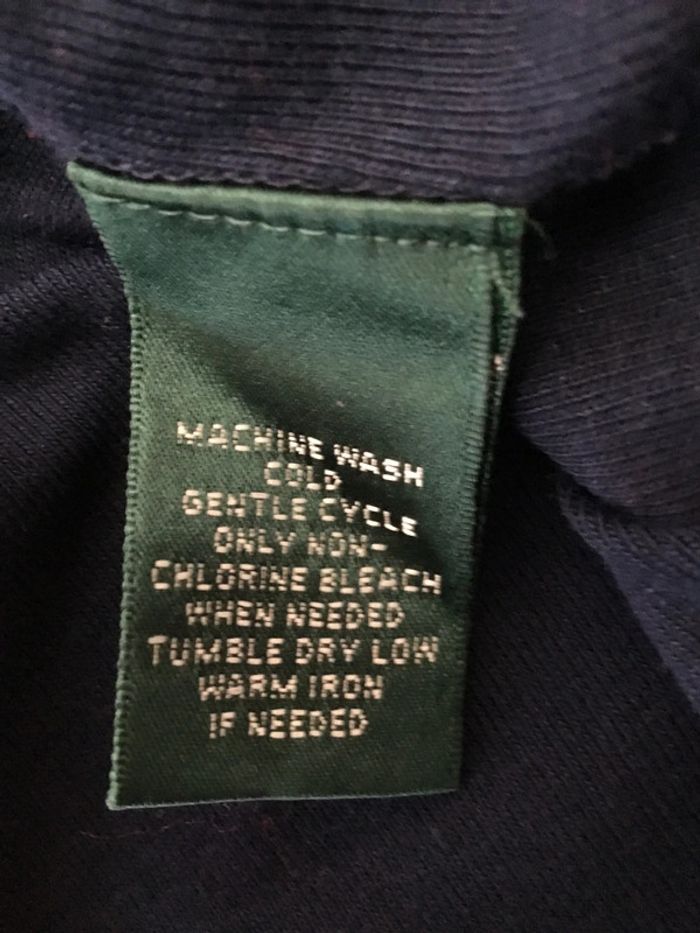 MACHINE WASH
COLD
GENTLE CYCLE
ONLY NON-
CHLORINE BLEACH
WHEN NEEDED
TUMBLE DRY LOW
WARM IRON
IF NEEDED